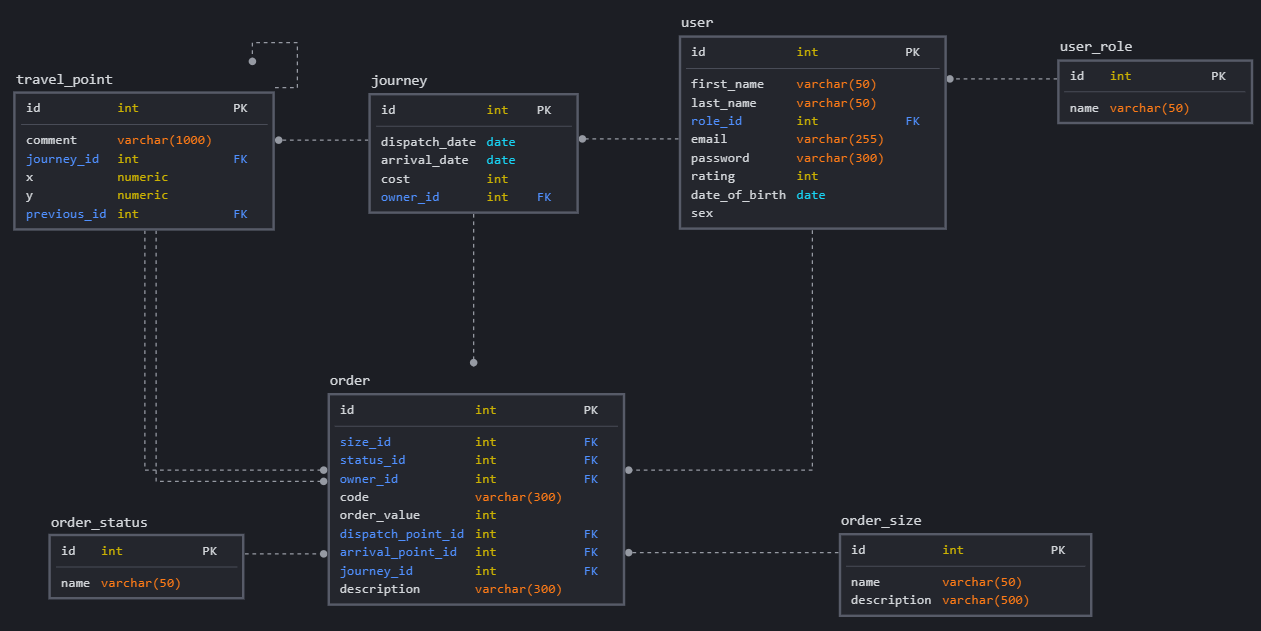 user
id int PK
first_name varchar(50)
last_name varchar(50)
role_id int FK
email varchar(255)
password varchar(300)
rating int
date_of_birth date
sex
user_role
id int PK
name varchar(50)
travel_point
id int PK
comment varchar(1000)
journey_id int FK
x numeric
y numeric
previous_id int FK
journey
id int PK
dispatch_date date
arrival_date date
cost int
owner_id int FK
order
id int PK
size_id int FK
status_id int FK
owner_id int FK
code varchar(300)
order_value int
dispatch_point_id int FK
arrival_point_id int FK
journey_id int FK
description varchar(300)
order_status
id int PK
name varchar(50)
order_size
id int PK
name varchar(50)
description varchar(500)